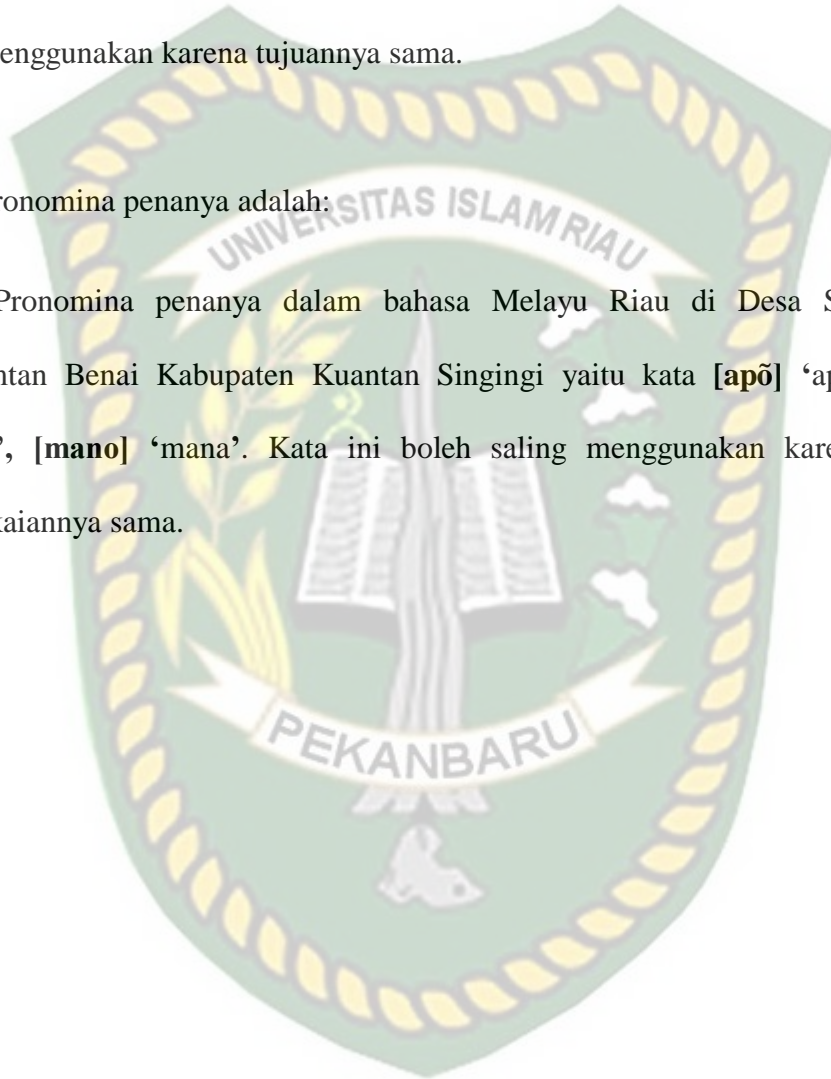 enggunakan karena tujuannya sama.
ronomina penanya adalah:
UNIVERSITAS ISLAM RIAU
Pronomina penanya dalam bahasa Melayu Riau di Desa S
ntan Benai Kabupaten Kuantan Singingi yaitu kata [apõ] ‘ap
’, [mano] ‘mana’. Kata ini boleh saling menggunakan kare
kaiannya sama.
PEKANBARU